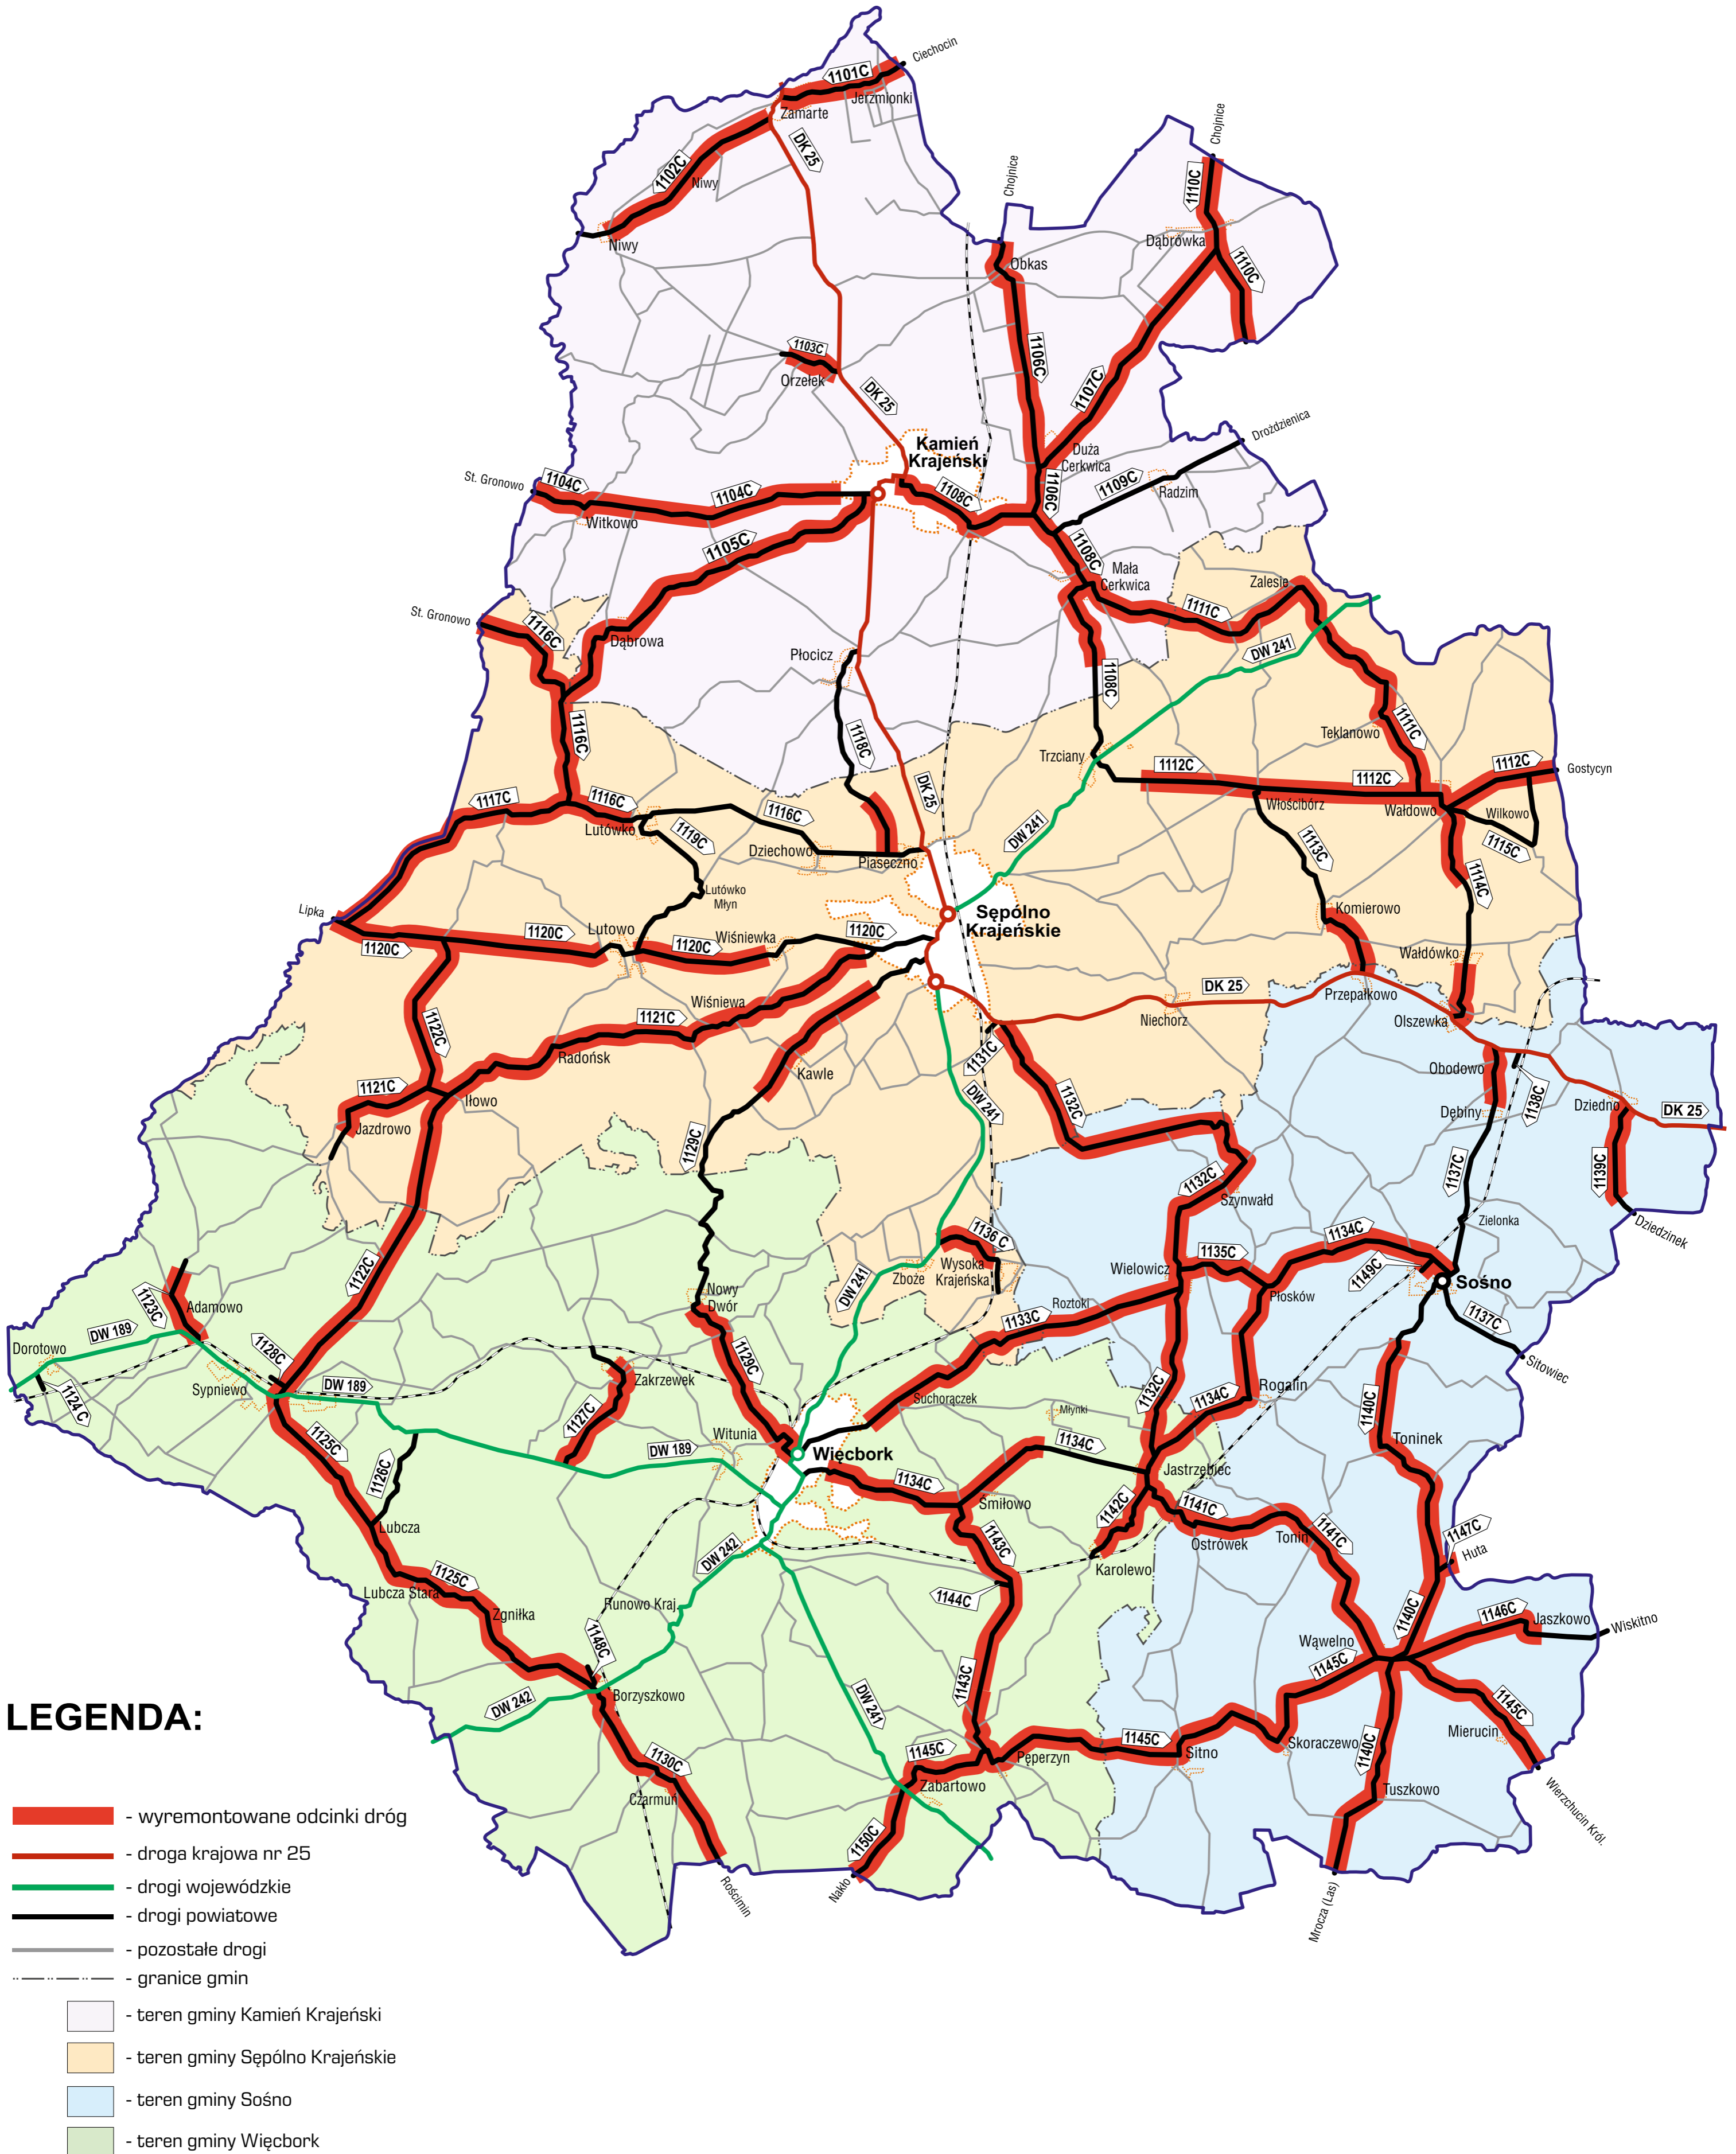 Ciechocin
1101C
Jerzmionki
Zamarte
DK 25
1102C
Niwy
Niwy
Chojnice
Chojnice
1110C
Dąbrówka
1110C
Obkas
1106C
1107C
1103C
Orzełek
DK 25
Kamień
Krajeński
Duża
Cerkwica
Drożdzienica
St. Gronowo
1104C
1104C
Witkowo
1108C
1106C
1109C
Radzim
1105C
1108C
Mała
Cerkwica
Zalesie
St. Gronowo
1116C
Dąbrowa
1111C
Płocicz
DW 241
1108C
1116C
1118C
Teklanowo
1111C
Trzciany
1112C
1112C
1112C
Gostycyn
DK 25
1117C
1116C
1116C
Włościbórz
Wałdowo
Wilkowo
Lutówko
1119C
Dziechowo
Piaseczno
DW 241
1113C
1115C
Lutówko
Młyn
1114C
Lipka
Sępólno
Krajeńskie
Komierowo
1120C
1120C
Lutowo
1120C
Wiśniewka
1120C
Wałdówko
Wiśniewa
DK 25
Przepałkowo
Niechorz
Olszewka
1122C
1121C
Radońsk
1131C
Kawle
Obodowo
1121C
Iłowo
DW 241
1132C
Dębiny
1138C
Dziedno
DK 25
Jazdrowo
1129C
1137C
1139C
1132C
Szynwałd
Zielonka
Dziedzinek
1136 C
1134C
Wysoka
Krajeńska
Zboże
Wielowicz
1135C
1149C
Sośno
1122C
DW 241
Nowy
Dwór
Roztoki
1133C
Płosków
1123C
Adamowo
1137C
DW 189
Dorotowo
1128C
1129C
Sitowiec
1124 C
Sypniewo
DW 189
Zakrzewek
Suchorączek
1132C
1134C
Rogalin
1140C
1127C
Młynki
1125C
Witunia
DW 189
Więcbork
1134C
Toninek
1126C
1134C
Jastrzębiec
Śmiłowo
1142C
1141C
Lubcza
1143C
Ostrówek
Tonin
1141C
1147C
Huta
DW 242
Karolewo
1125C
Lubcza Stara
1144C
Zgniłka
Runowo Kraj.
1140C
1146C
Jaszkowo
Wiskitno
1148C
Wąwelno
1145C
1143C
DW 242
Borzyszkowo
DW 241
1145C
Mierucin
1145C
1145C
Pęperzyn
Sitno
Skoraczewo
1140C
1130C
Czarmuń
Zabartowo
Tuszkowo
Wierzchucin Król.
1150C
Rościmin
Nakło
Mrocza (Las)
LEGENDA:
- wyremontowane odcinki dróg
- droga krajowa nr 25
- drogi wojewódzkie
- drogi powiatowe
- pozostałe drogi
- granice gmin
- teren gminy Kamień Krajeński
- teren gminy Sępólno Krajeńskie
- teren gminy Sośno
- teren gminy Więcbork
1121C